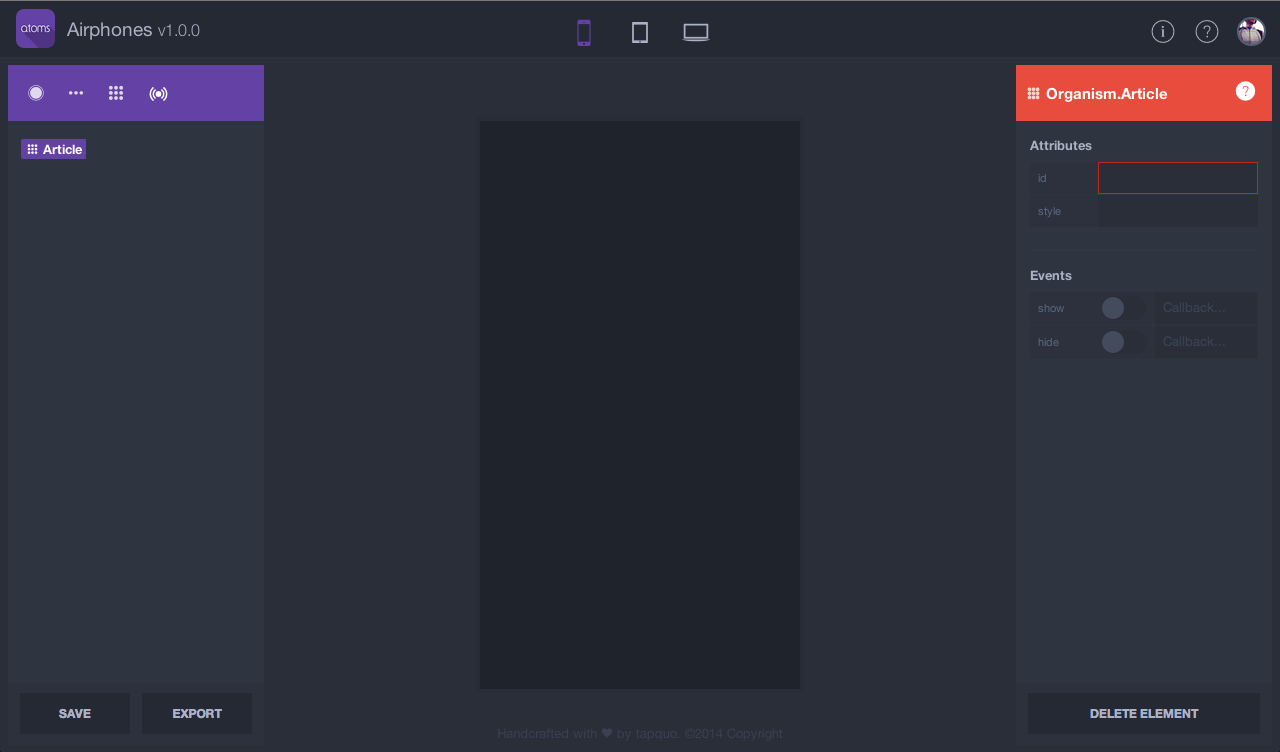 atoms
Airphones v1.0.0
i
?
Organism.Article
?
Article
Attributes
id
style
Events
show
Callback...
hide
Callback...
SAVE
EXPORT
DELETE ELEMENT
Handcrafted with ♥ by tapquo. ©2014 Copyright